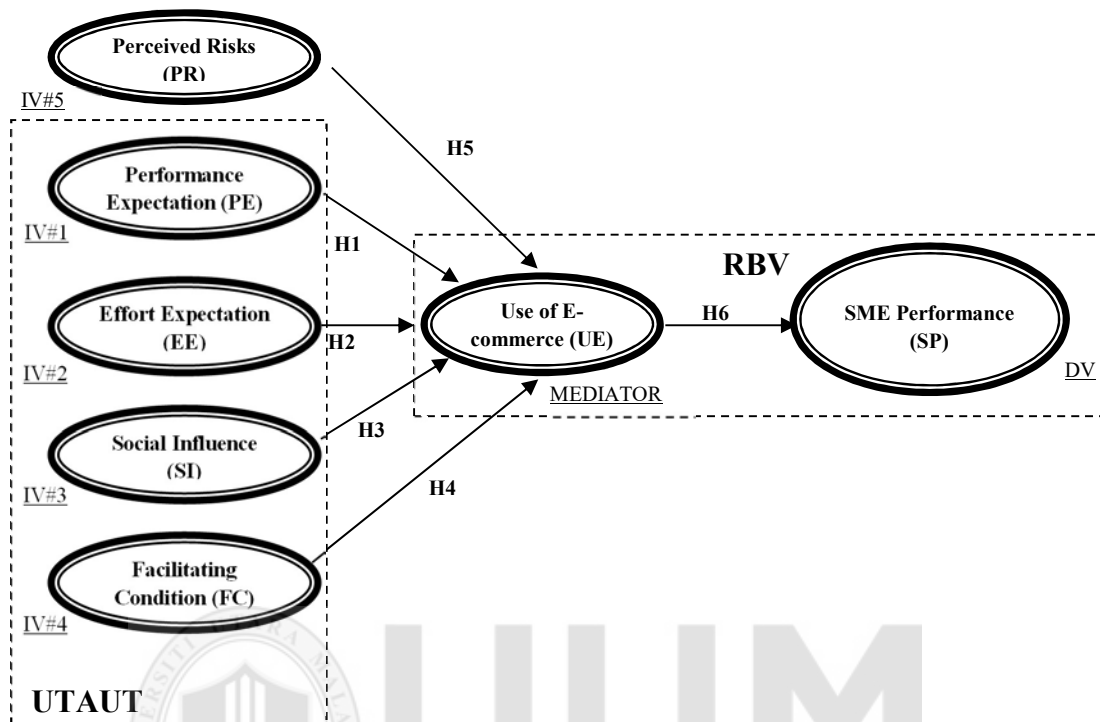 Perceived Risks
(PR)
IV#5
H5
Performance
Expectation (PE)
IV#1
H1
RBV
Effort Expectation
(EE)
IV#2
H2
Use of E-
commerce (UE)
MEDIATOR
H6
SME Performance
(SP)
DV
Social Influence
(SI)
IV#3
H3
H4
Facilitating
Condition (FC)
IV#4
UTAUT
UUM